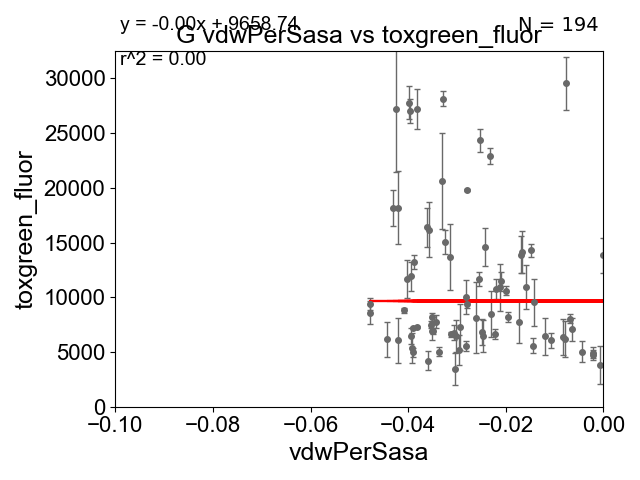 y = -0.00x + 9658.74
N = 194
G vdwPerSasa vs toxgreen_fluor
r^2 = 0.00
30000
25000
20000
15000
10000
5000
0
toxgreen_fluor
−0.10 −0.08 −0.06 −0.04 −0.02 0.00
vdwPerSasa